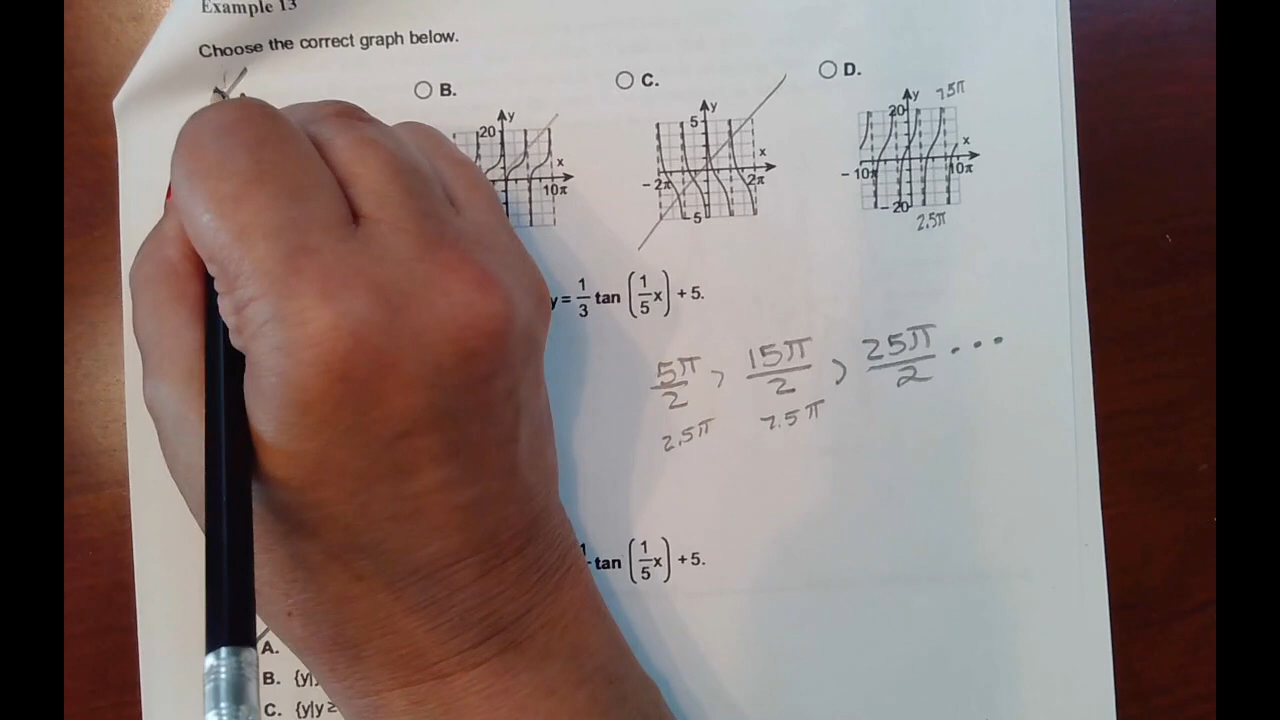 Example 13
Choose the correct graph below.
B.
C.
D.
y
20
x
10π
y
5
x
- 2π
2π
- 5
y
7.5π
20
x
- 10π
10π
- 20
2.5π
y = 1/3 tan (1/5 x) + 5.
5π/2 , 15π/2 , 25π/2 ...
2.5π 7.5π
tan (1/5 x) + 5.
A.
B. {y|
C. {y|y ≥